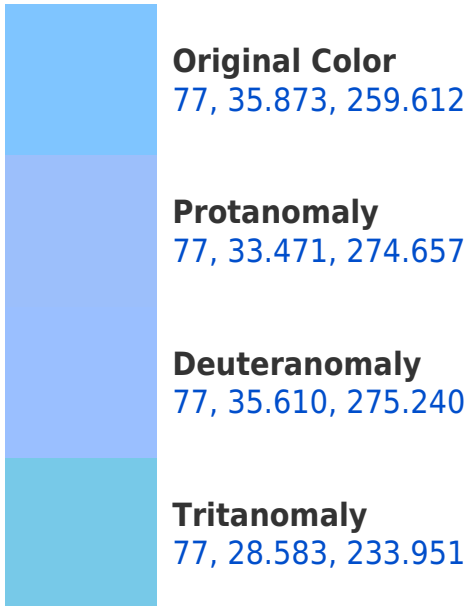 Original Color
77, 35.873, 259.612
Protanomaly
77, 33.471, 274.657
Deuteranomaly
77, 35.610, 275.240
Tritanomaly
77, 28.583, 233.951